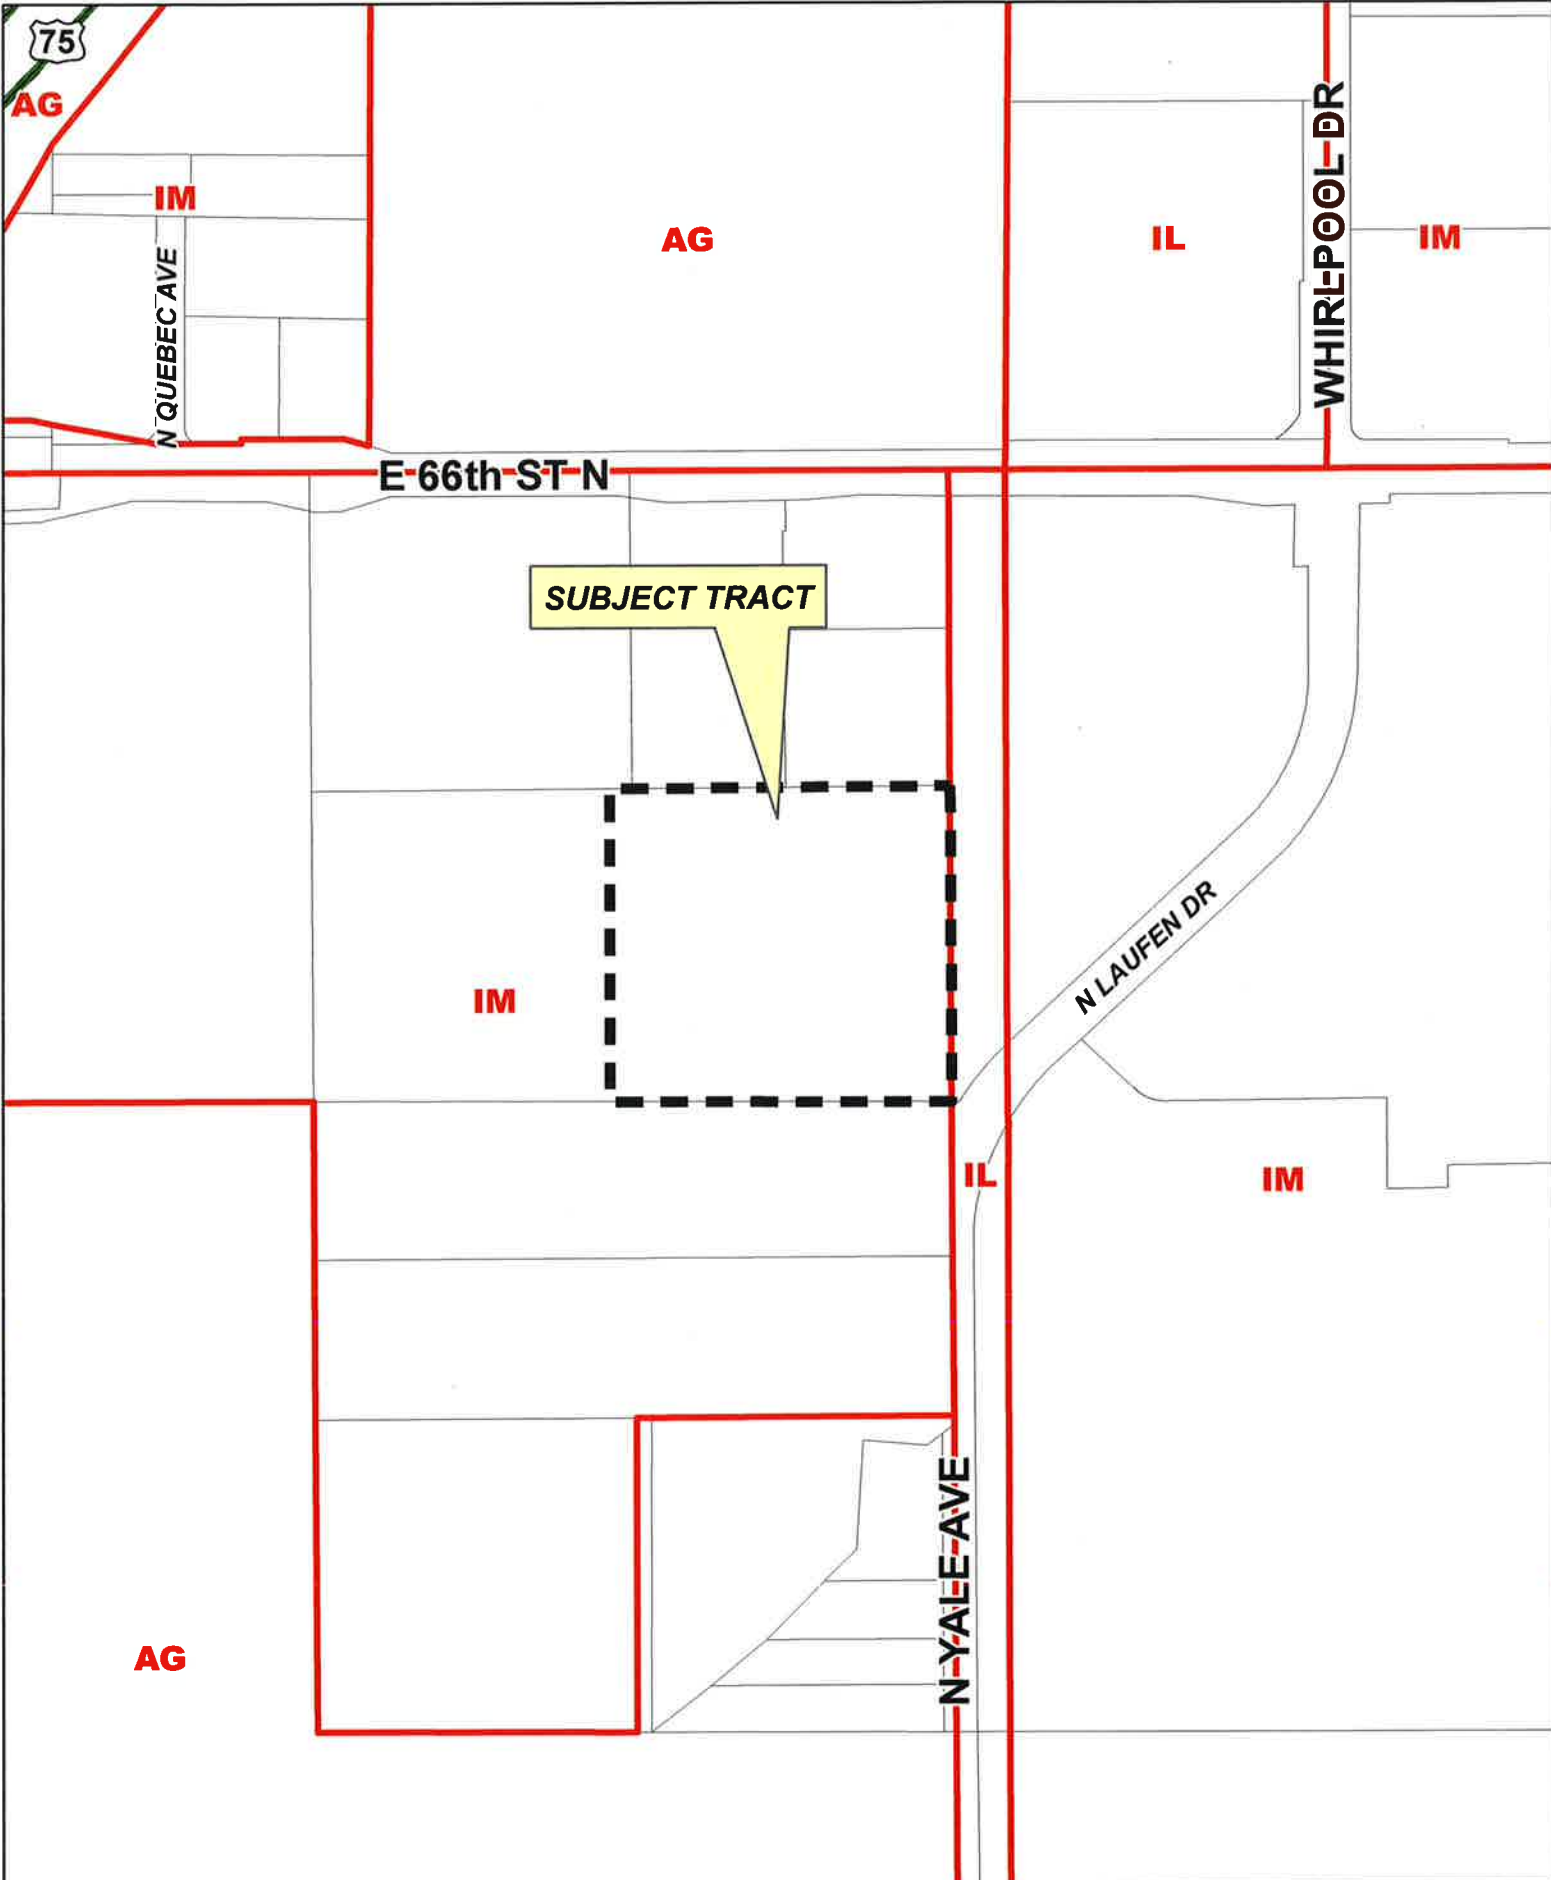 75
AG
IM
AG
IL
IM
WHIRLPOOL DR
N QUEBEC AVE
E 66th ST N
SUBJECT TRACT
N LAUFEN DR
IM
IL
IM
N YALE AVE
AG